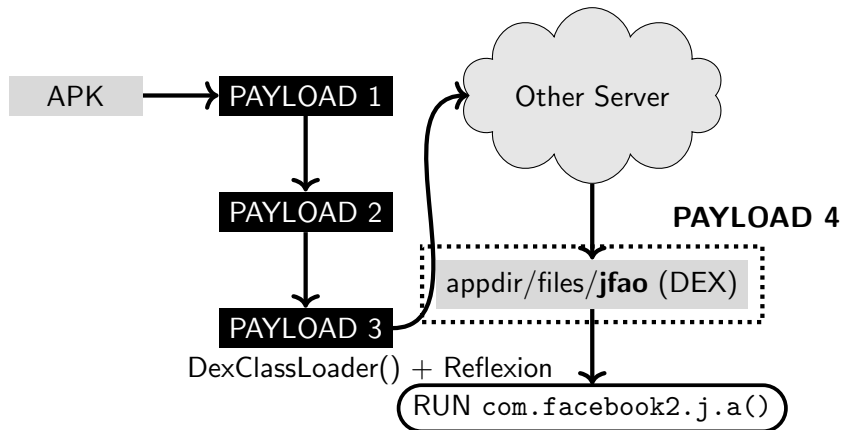 APK
PAYLOAD 1
Other Server
PAYLOAD 2
PAYLOAD 4
appdir/files/jfao (DEX)
PAYLOAD 3
DexClassLoader() + Reflexion
RUN com.facebook2.j.a()